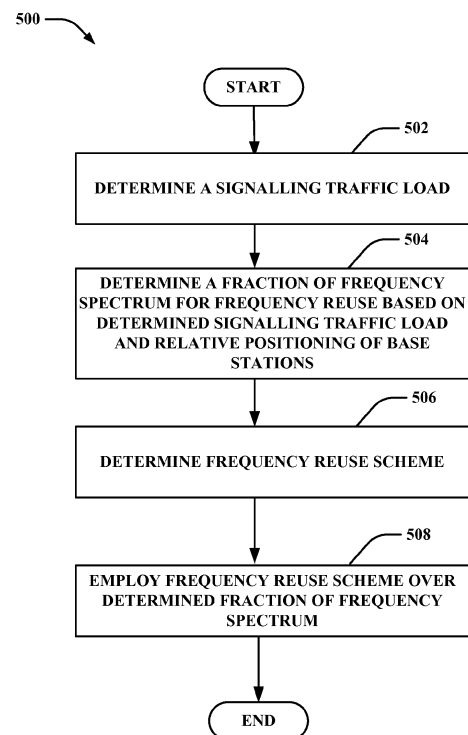 500
START
502
DETERMINE A SIGNALLING TRAFFIC LOAD
504
DETERMINE A FRACTION OF FREQUENCY
SPECTRUM FOR FREQUENCY REUSE BASED ON
DETERMINED SIGNALLING TRAFFIC LOAD
AND RELATIVE POSITIONING OF BASE
STATIONS
506
DETERMINE FREQUENCY REUSE SCHEME
508
EMPLOY FREQUENCY REUSE SCHEME OVER
DETERMINED FRACTION OF FREQUENCY
SPECTRUM
END